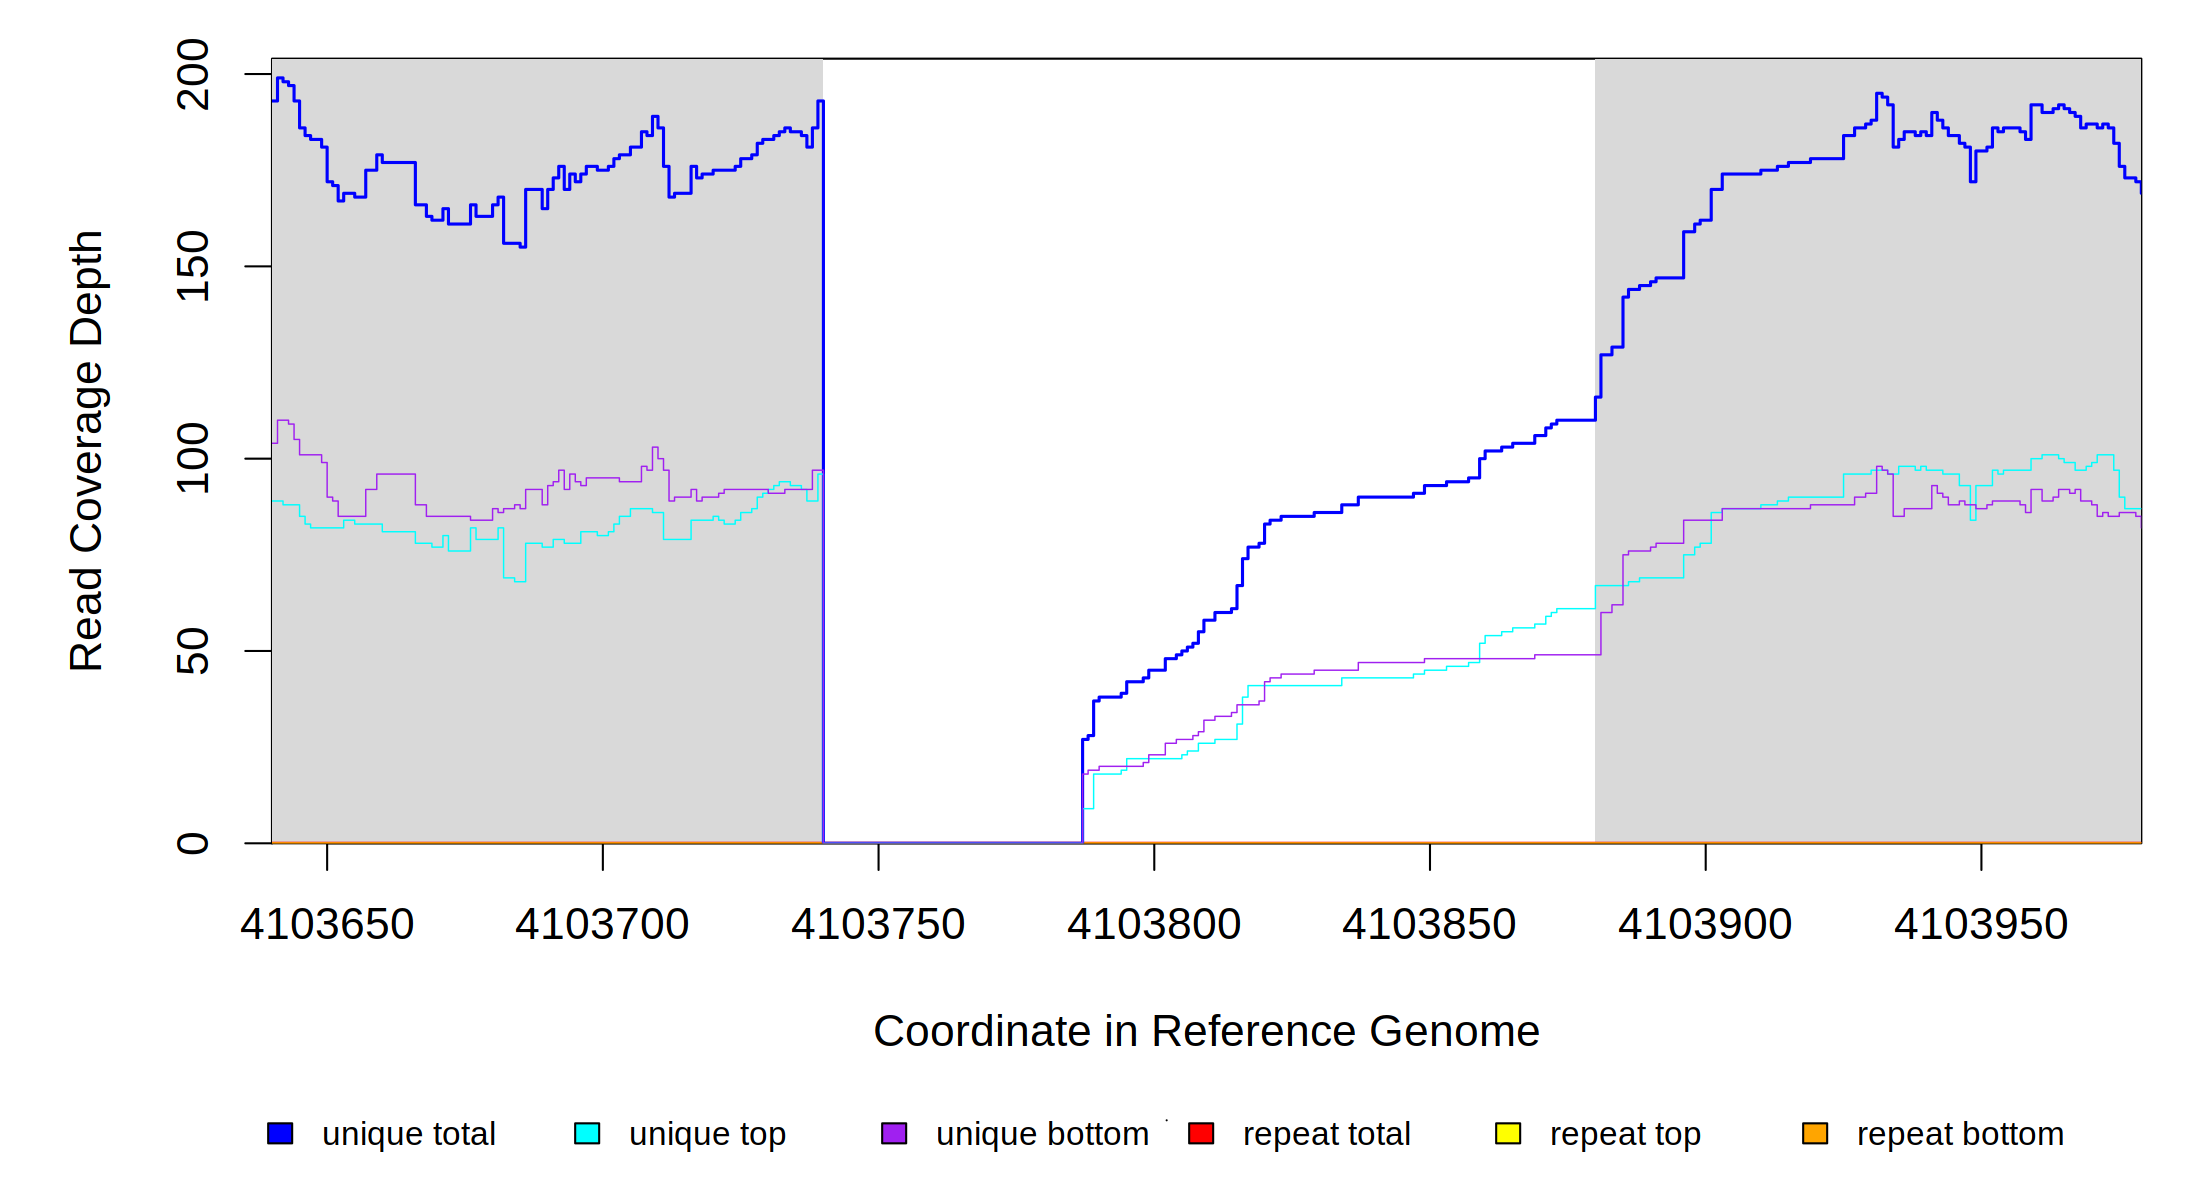 Read Coverage Depth
200
150
100
50
0
4103650 4103700 4103750 4103800 4103850 4103900 4103950
Coordinate in Reference Genome
unique total unique top unique bottom repeat total repeat top repeat bottom